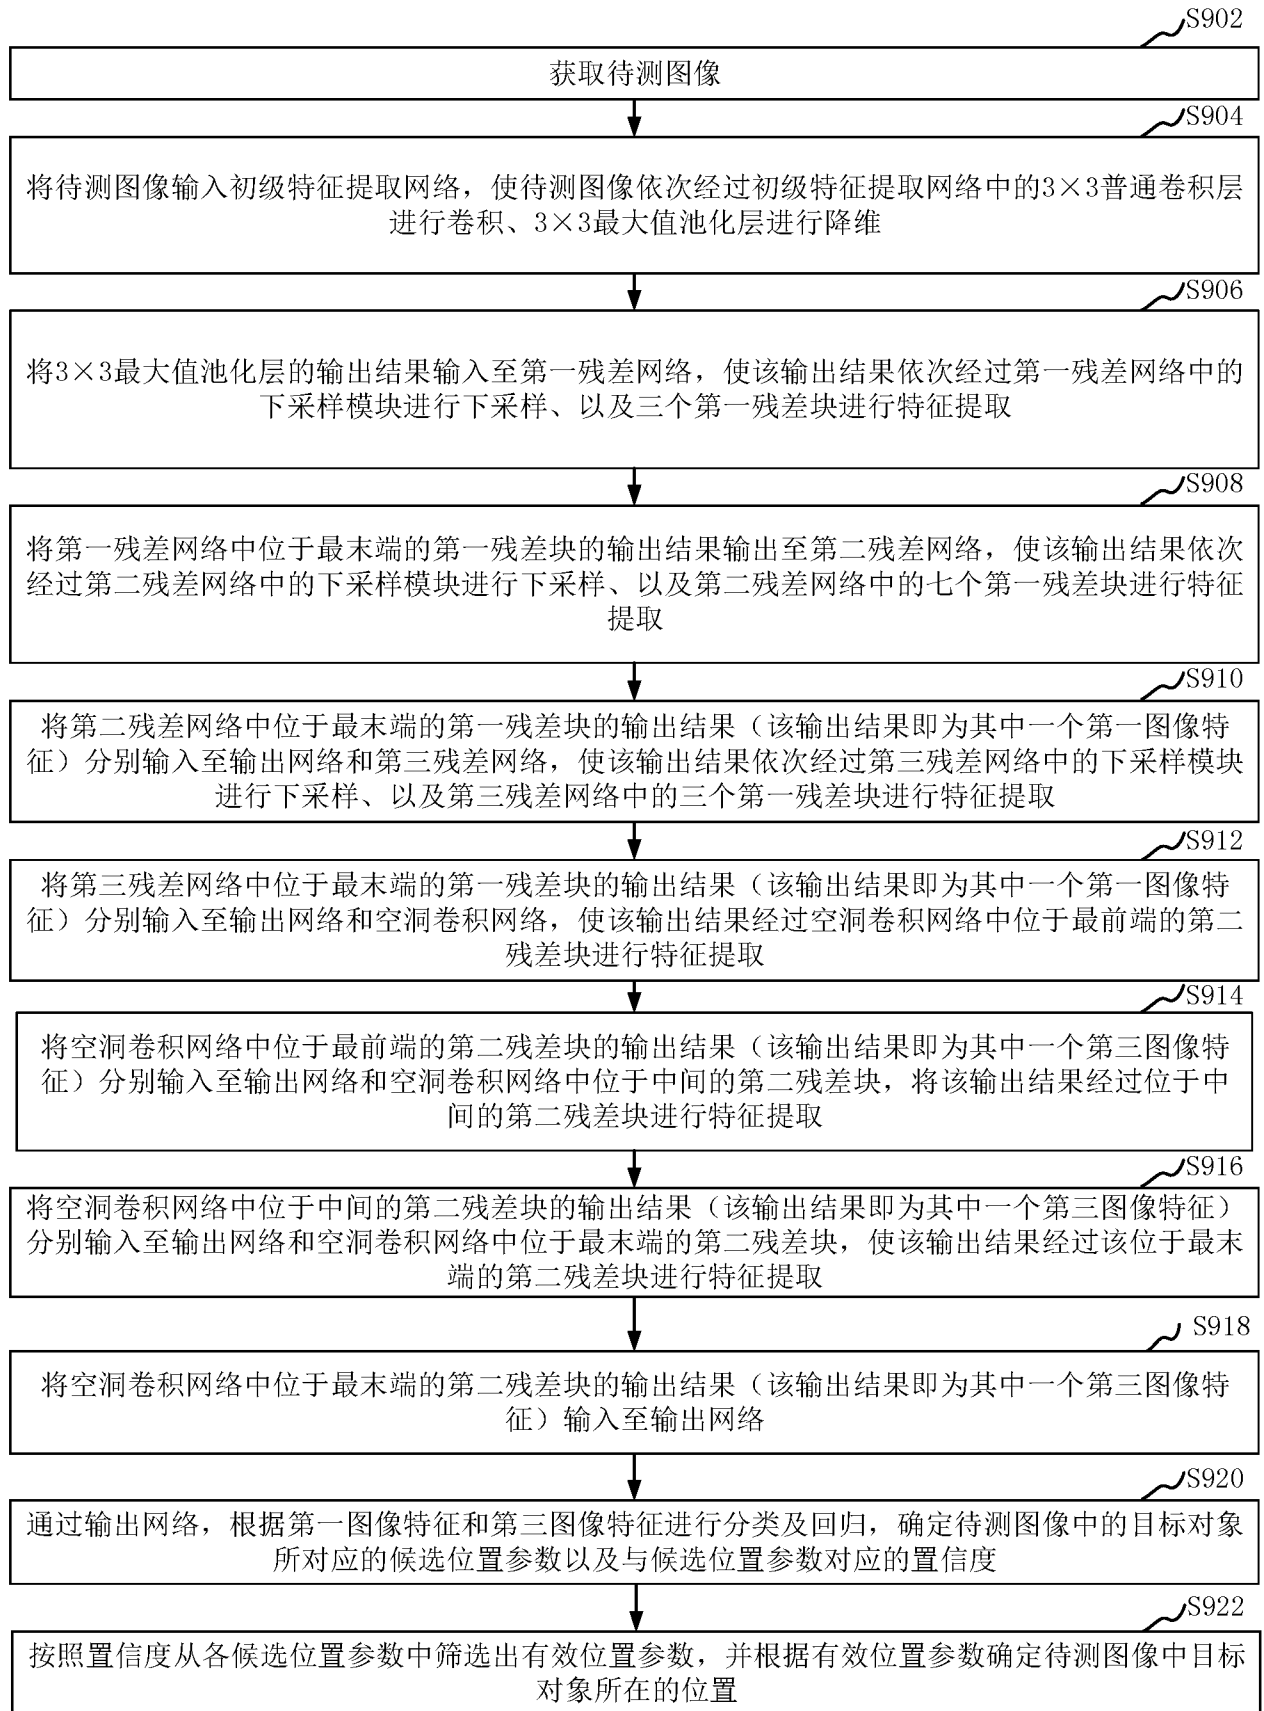 S902
获取待测图像
S904
将待测图像输入初级特征提取网络，使待测图像依次经过初级特征提取网络中的3×3普通卷积层
进行卷积、3×3最大值池化层进行降维
S906
将3×3最大值池化层的输出结果输入至第一残差网络，使该输出结果依次经过第一残差网络中的
下采样模块进行下采样、以及三个第一残差块进行特征提取
S908
将第一残差网络中位于最末端的第一残差块的输出结果输出至第二残差网络，使该输出结果依次
经过第二残差网络中的下采样模块进行下采样、以及第二残差网络中的七个第一残差块进行特征
提取
S910
将第二残差网络中位于最末端的第一残差块的输出结果（该输出结果即为其中一个第一图像特
征）分别输入至输出网络和第三残差网络，使该输出结果依次经过第三残差网络中的下采样模块
进行下采样、以及第三残差网络中的三个第一残差块进行特征提取
S912
将第三残差网络中位于最末端的第一残差块的输出结果（该输出结果即为其中一个第一图像特
征）分别输入至输出网络和空洞卷积网络，使该输出结果经过空洞卷积网络中位于最前端的第二
残差块进行特征提取
S914
将空洞卷积网络中位于最前端的第二残差块的输出结果（该输出结果即为其中一个第三图像特
征）分别输入至输出网络和空洞卷积网络中位于中间的第二残差块，将该输出结果经过位于中
间的第二残差块进行特征提取
S916
将空洞卷积网络中位于中间的第二残差块的输出结果（该输出结果即为其中一个第三图像特征）
分别输入至输出网络和空洞卷积网络中位于最末端的第二残差块，使该输出结果经过该位于最末
端的第二残差块进行特征提取
S918
将空洞卷积网络中位于最末端的第二残差块的输出结果（该输出结果即为其中一个第三图像特
征）输入至输出网络
S920
通过输出网络，根据第一图像特征和第三图像特征进行分类及回归，确定待测图像中的目标对象
所对应的候选位置参数以及与候选位置参数对应的置信度
S922
按照置信度从各候选位置参数中筛选出有效位置参数，并根据有效位置参数确定待测图像中目标
对象所在的位置